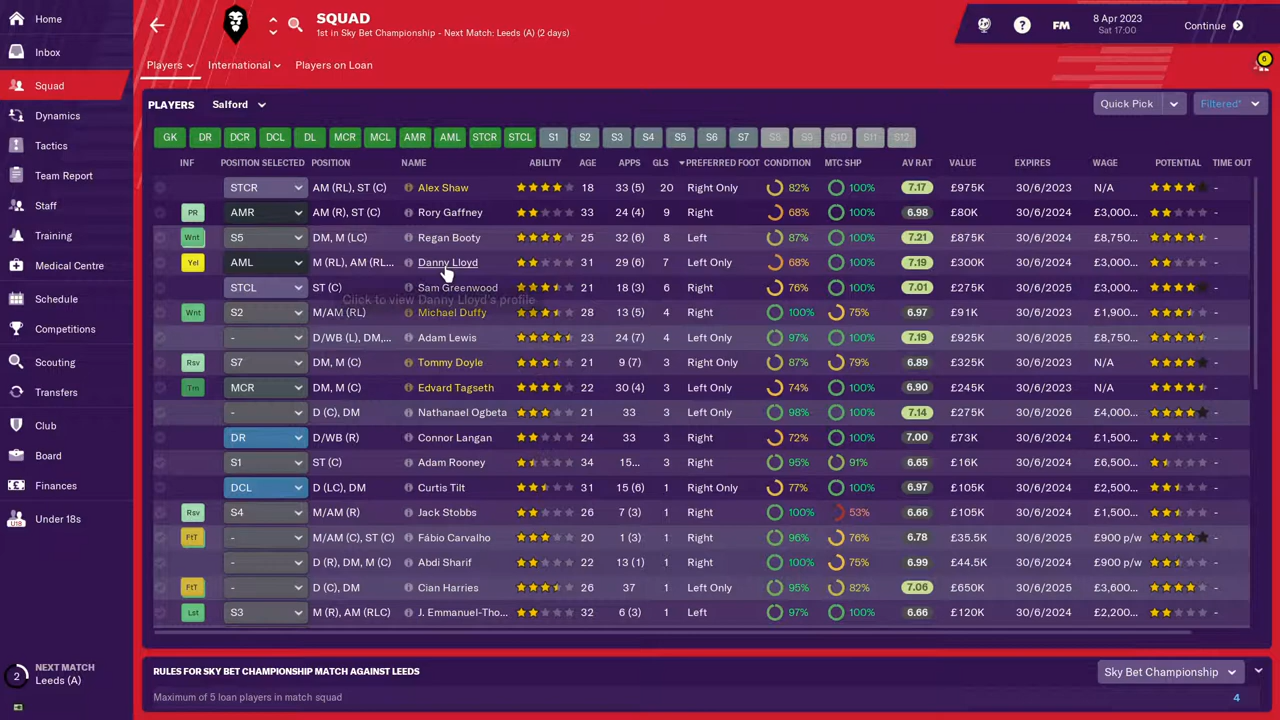 Home
Inbox
Squad
Dynamics
Tactics
Team Report
Staff
Training
Medical Centre
Schedule
Competitions
Scouting
Transfers
Club
Board
Finances
U18 Under 18s
2 NEXT MATCH
Leeds (A)
SQUAD
1st in Sky Bet Championship - Next Match: Leeds (A) (2 days)
? FM 8 Apr 2023
Sat 17:00 Continue
6
Players International Players on Loan
PLAYERS Salford Quick Pick Filtered*
GK DR DCR DCL DL MCR MCL AMR AML STCR STCL S1 S2 S3 S4 S5 S6 S7 S8 S9 S10 S11 S12
INF POSITION SELECTED POSITION NAME ABILITY AGE APPS GLS PREFERRED FOOT CONDITION MTC SHP AV RAT VALUE EXPIRES WAGE POTENTIAL TIME OUT
STCR AM (RL), ST (C) Alex Shaw 18 33 (5) 20 Right Only 82% 100% 7.17 £975K 30/6/2023 N/A -
PR AMR AM (R), ST (C) Rory Gaffney 33 24 (4) 9 Right 68% 100% 6.98 £80K 30/6/2024 £3,000... -
Wnt S5 DM, M (LC) Regan Booty 25 32 (6) 8 Left 87% 100% 7.21 £875K 30/6/2024 £8,750... -
Yel AML M (RL), AM (RL... Danny Lloyd 31 29 (6) 7 Left Only 68% 100% 7.19 £300K 30/6/2024 £3,000... -
STCL ST (C) Sam Greenwood 21 18 (3) 6 Right 76% 100% 7.01 £275K 30/6/2025 £3,000... -
Click to view Danny Lloyd's profile
Wnt S2 M/AM (RL) Michael Duffy 28 13 (5) 4 Right 100% 75% 6.97 £91K 30/6/2023 £1,900... -
- D/WB (L), DM,... Adam Lewis 23 24 (7) 4 Left Only 97% 100% 7.19 £925K 30/6/2025 £8,750... -
Rsv S7 DM, M (C) Tommy Doyle 21 9 (7) 3 Right Only 87% 79% 6.89 £325K 30/6/2023 N/A -
Trn MCR DM, M (C) Edvard Tagseth 22 30 (4) 3 Left Only 74% 100% 6.90 £245K 30/6/2023 N/A -
- D (C), DM Nathanael Ogbeta 21 33 3 Left Only 98% 100% 7.14 £275K 30/6/2026 £4,000... -
DR D/WB (R) Connor Langan 24 33 3 Right 72% 100% 7.00 £73K 30/6/2023 £1,500... -
S1 ST (C) Adam Rooney 34 15... 3 Right 95% 91% 6.65 £16K 30/6/2023 £6,500... -
DCL D (LC), DM Curtis Tilt 31 15 (6) 3 Right Only 77% 100% 6.97 £105K 30/6/2023 £2,500... -
Rsv S4 M/AM (R) Jack Stobbs 26 7 (3) 1 Right 100% 53% 6.66 £105K 30/6/2024 £1,500... -
FtT - M/AM (C), ST (C) Fábio Carvalho 20 1 (3) 1 Right 96% 76% 6.78 £35.5K 30/6/2025 £900 p/w -
- D (R), DM, M (C) Abdi Sharif 22 13 (1) 1 Right 100% 75% 6.99 £44.5K 30/6/2024 £900 p/w -
FtT - D (C), DM Cian Harries 26 37 1 Left Only 95% 82% 7.06 £650K 30/6/2025 £3,600... -
Lst S3 M (R), AM (RLC) J. Emmanuel-Tho... 32 6 (3) 1 Left 97% 100% 6.66 £120K 30/6/2024 £2,200... -
RULES FOR SKY BET CHAMPIONSHIP MATCH AGAINST LEEDS Sky Bet Championship
Maximum of 5 loan players in match squad 4